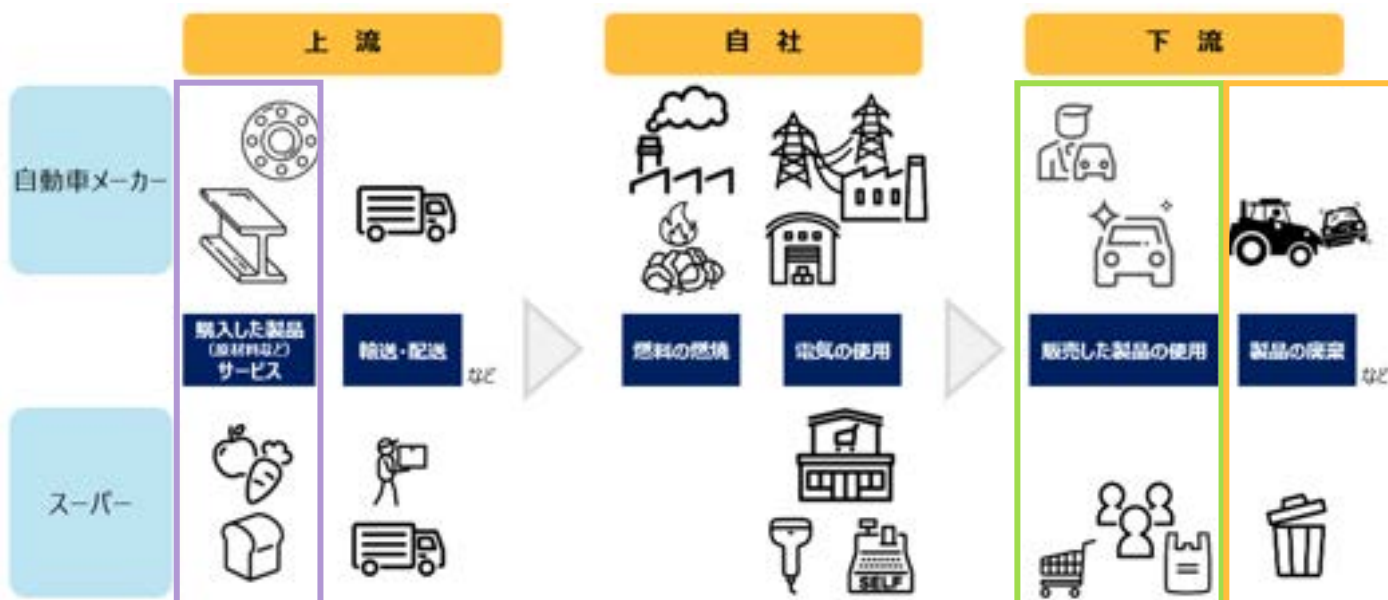 上 流
自 社
下 流
自動車メーカー
購入した製品
（原材料など）
サービス
輸送・配送
など
燃料の燃焼
電気の使用
販売した製品の使用
製品の廃棄
など
スーパー
SELF